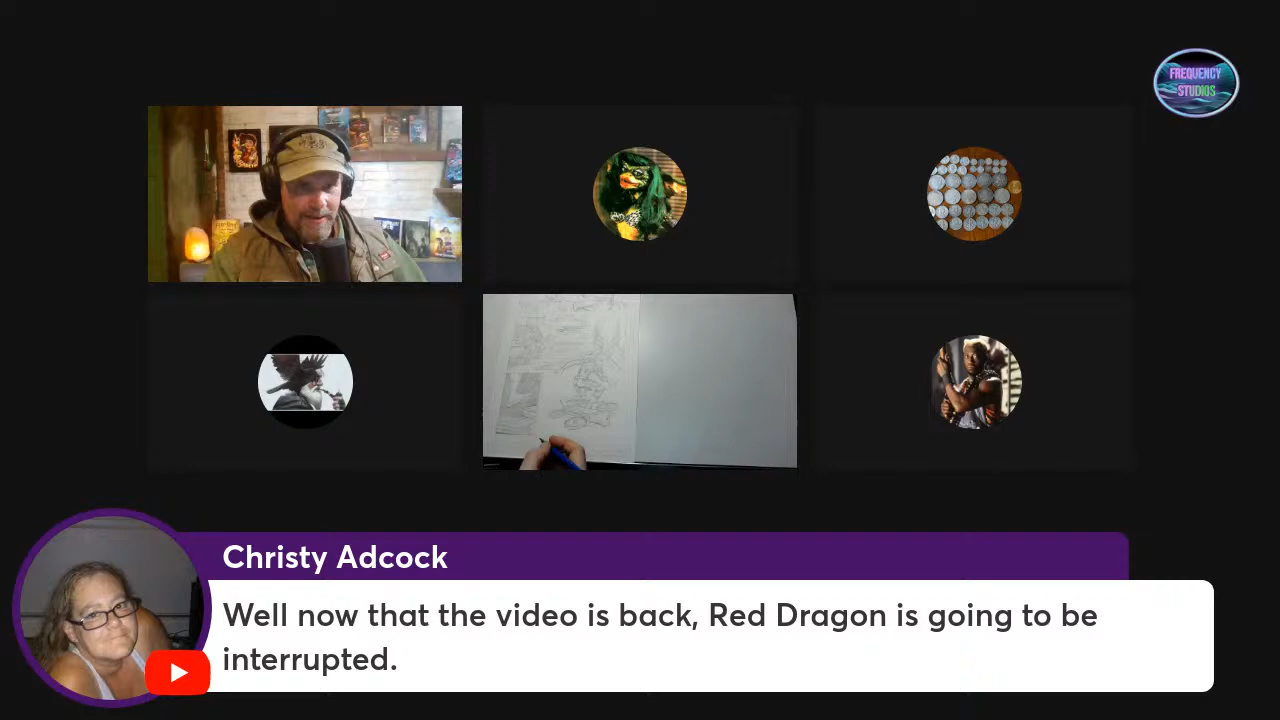 FREQUENCY
STUDIOS
Christy Adcock
Well now that the video is back, Red Dragon is going to be
interrupted.